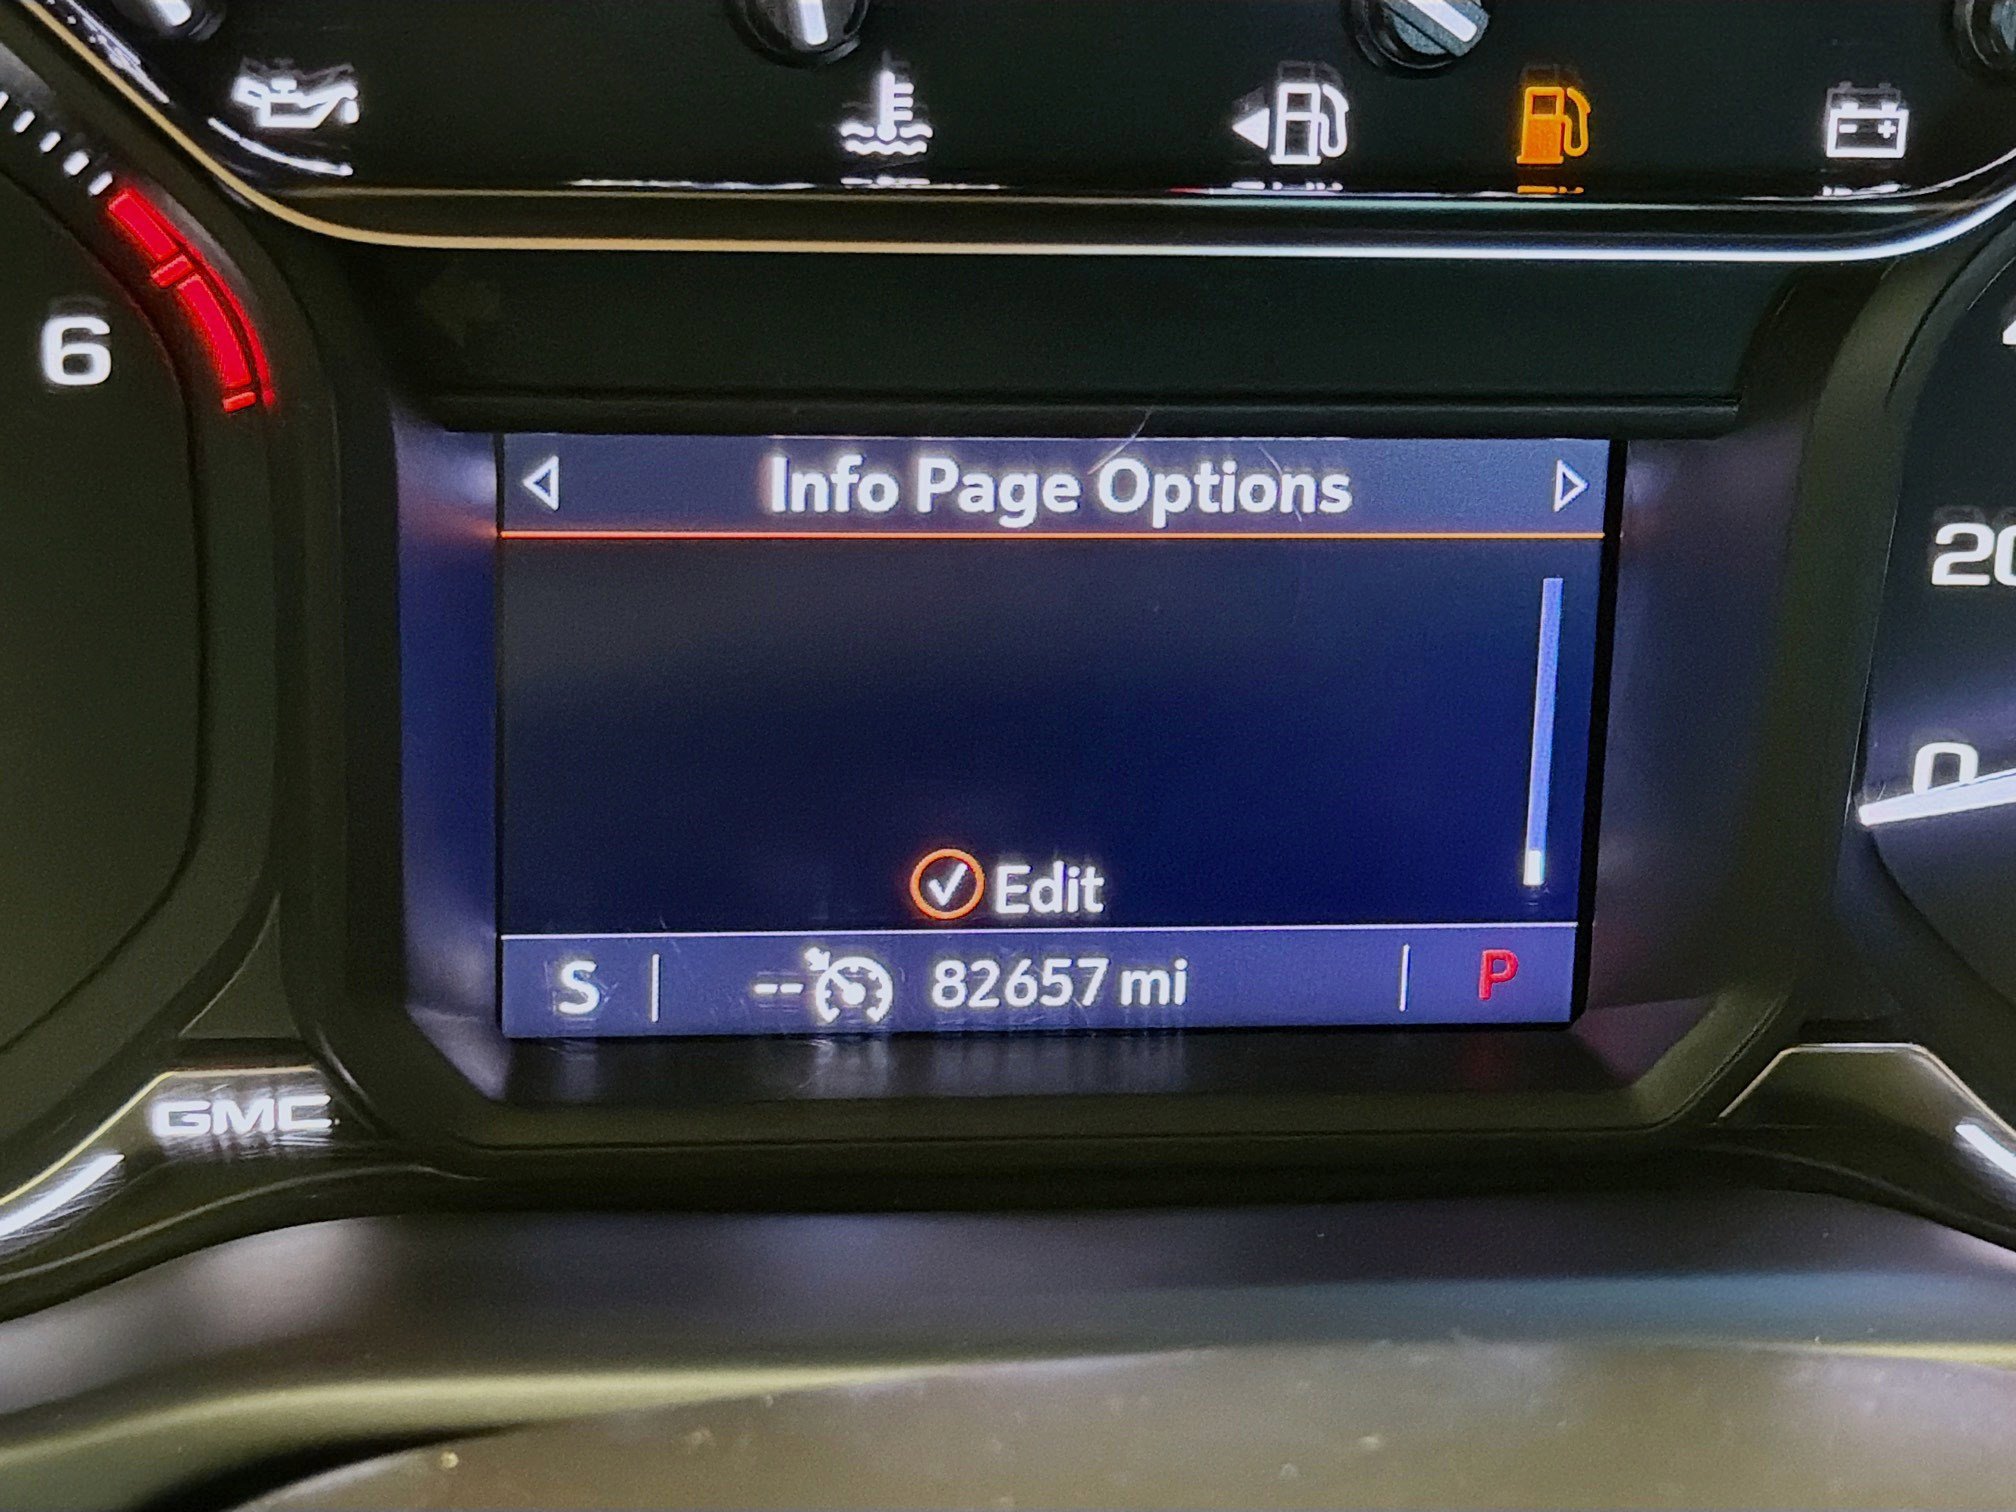 6
Info Page Options
20
0
Edit
S
-- 82657 mi
P
GMC